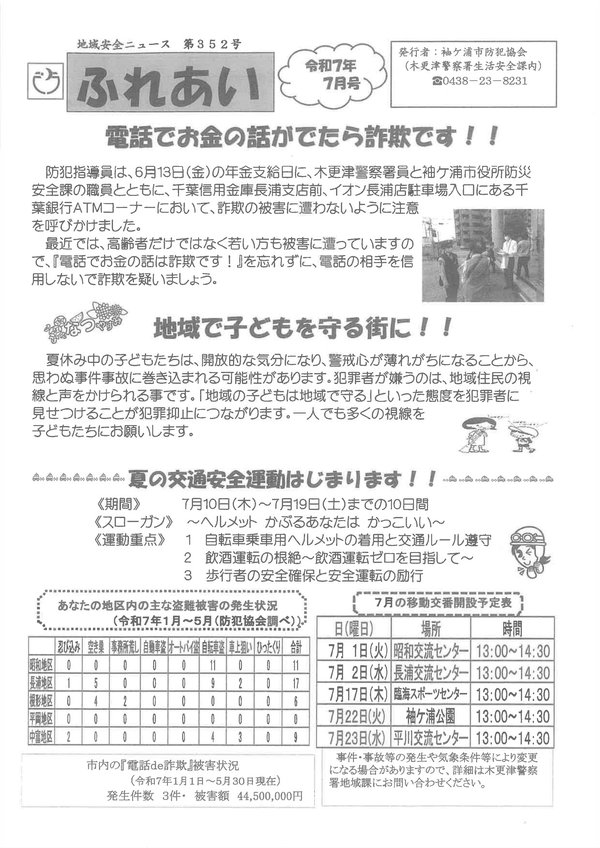 地域安全ニュース 第352号
ふれあい
令和7年
7月号
発行者：袖ケ浦市防犯協会
（木更津警察署生活安全課内）
☎0438－23－8231
電話でお金の話がでたら詐欺です！！
防犯指導員は、6月13日(金)の年金支給日に、木更津警察署員と袖ケ浦市役所防災
安全課の職員とともに、千葉信用金庫長浦支店前、イオン長浦店駐車場入口にある千
葉銀行ATMコーナーにおいて、詐欺の被害に遭わないように注意
を呼びかけました。
最近では、高齢者だけではなく若い方も被害に遭っていますの
で、『電話でお金の話は詐欺です！』を忘れずに、電話の相手を信
用しないで詐欺を疑いましょう。
なつ
地域で子どもを守る街に！！
夏休み中の子どもたちは、開放的な気分になり、警戒心が薄れがちになることから、
思わぬ事件事故に巻き込まれる可能性があります。犯罪者が嫌うのは、地域住民の視
線と声をかけられる事です。「地域の子どもは地域で守る」といった態度を犯罪者に
見せつけることが犯罪抑止につながります。一人でも多くの視線を
子どもたちにお願いします。
夏の交通安全運動はじまります！！
《期間》 7月10日(木)～7月19日(土)までの10日間
《スローガン》 ～ヘルメット かぶるあなたは かっこいい～
《運動重点》 1 自転車乗車用ヘルメットの着用と交通ルール遵守
2 飲酒運転の根絶～飲酒運転ゼロを目指して～
3 歩行者の安全確保と安全運転の励行
あなたの地区内の主な盗難被害の発生状況
（令和7年1月～5月(防犯協会調べ)）
忍び込み 空き巣 事務所荒し 自動車盗 オートバイ盗 自転車盗 車上狙い ひったくり 合計
昭和地区 0 0 0 0 0 11 0 0 11
長浦地区 1 5 0 0 0 9 2 0 17
根形地区 0 4 2 0 0 0 0 0 6
平岡地区 0 0 0 0 0 0 0 0 0
中富地区 2 0 0 0 0 4 3 0 9
市内の『電話de詐欺』被害状況
（令和7年1月1日～5月30日現在）
発生件数 3件・ 被害額 44,500,000円
7月の移動交番開設予定表
日(曜日) 場所 時間
7月 1日(火) 昭和交流センター 13:00～14:30
7月 2日(水) 長浦交流センター 13:00～14:30
7月17日(木) 臨海スポーツセンター 13:00～14:30
7月22日(火) 袖ケ浦公園 13:00～14:30
7月23日(水) 平川交流センター 13:00～14:30
事件・事故等の発生や気象条件等により変更
になる場合がありますので、詳細は木更津警察
署地域課にお問い合わせください。